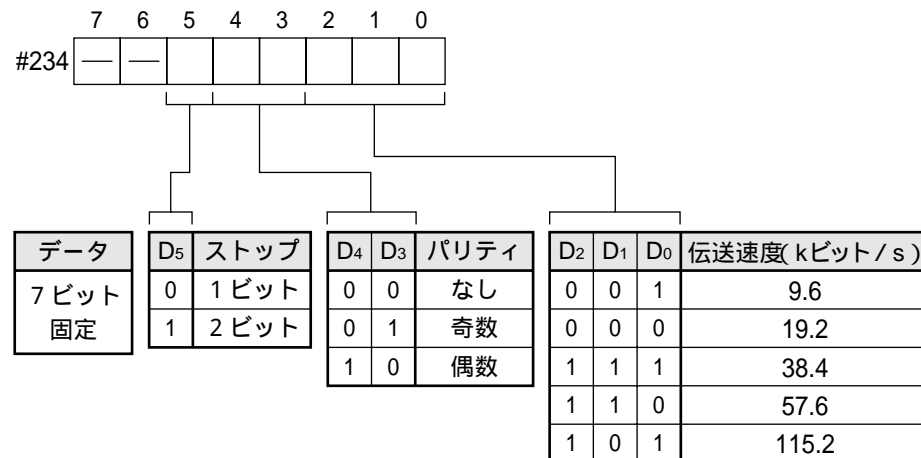 7 6 5 4 3 2 1 0
#234 — —
データ
7 ビット
固定
D5 ストップ
0 1 ビット
1 2 ビット
D4 D3 パリティ
0 0 なし
0 1 奇数
1 0 偶数
D2 D1 D0 伝送速度(kビット/s)
0 0 1 9.6
0 0 0 19.2
1 1 1 38.4
1 1 0 57.6
1 0 1 115.2